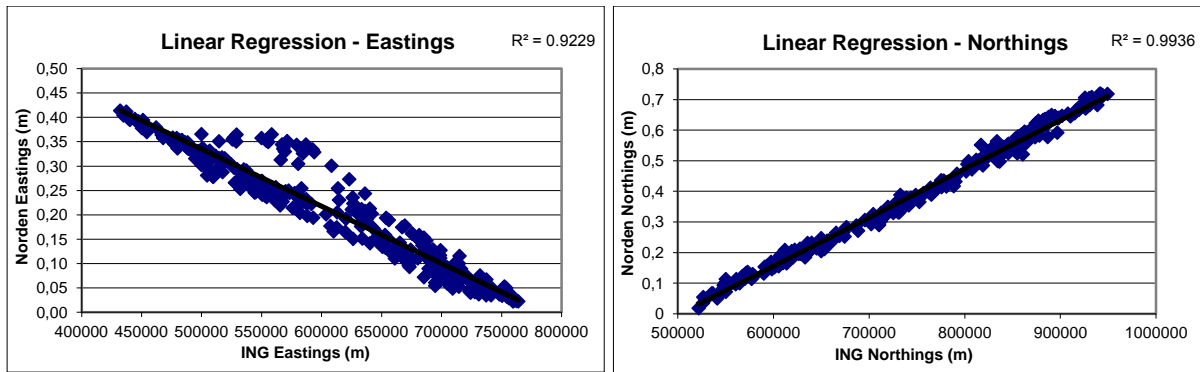 Linear Regression - Eastings
R² = 0.9229
0,50
0,45
0,40
0,35
0,30
0,25
0,20
0,15
0,10
0,05
0,00
Norden Eastings (m)
400000 450000 500000 550000 600000 650000 700000 750000 800000
ING Eastings (m)
Linear Regression - Northings
R² = 0.9936
0,8
0,7
0,6
0,5
0,4
0,3
0,2
0,1
0
Norden Northings (m)
500000 600000 700000 800000 900000 1000000
ING Northings (m)